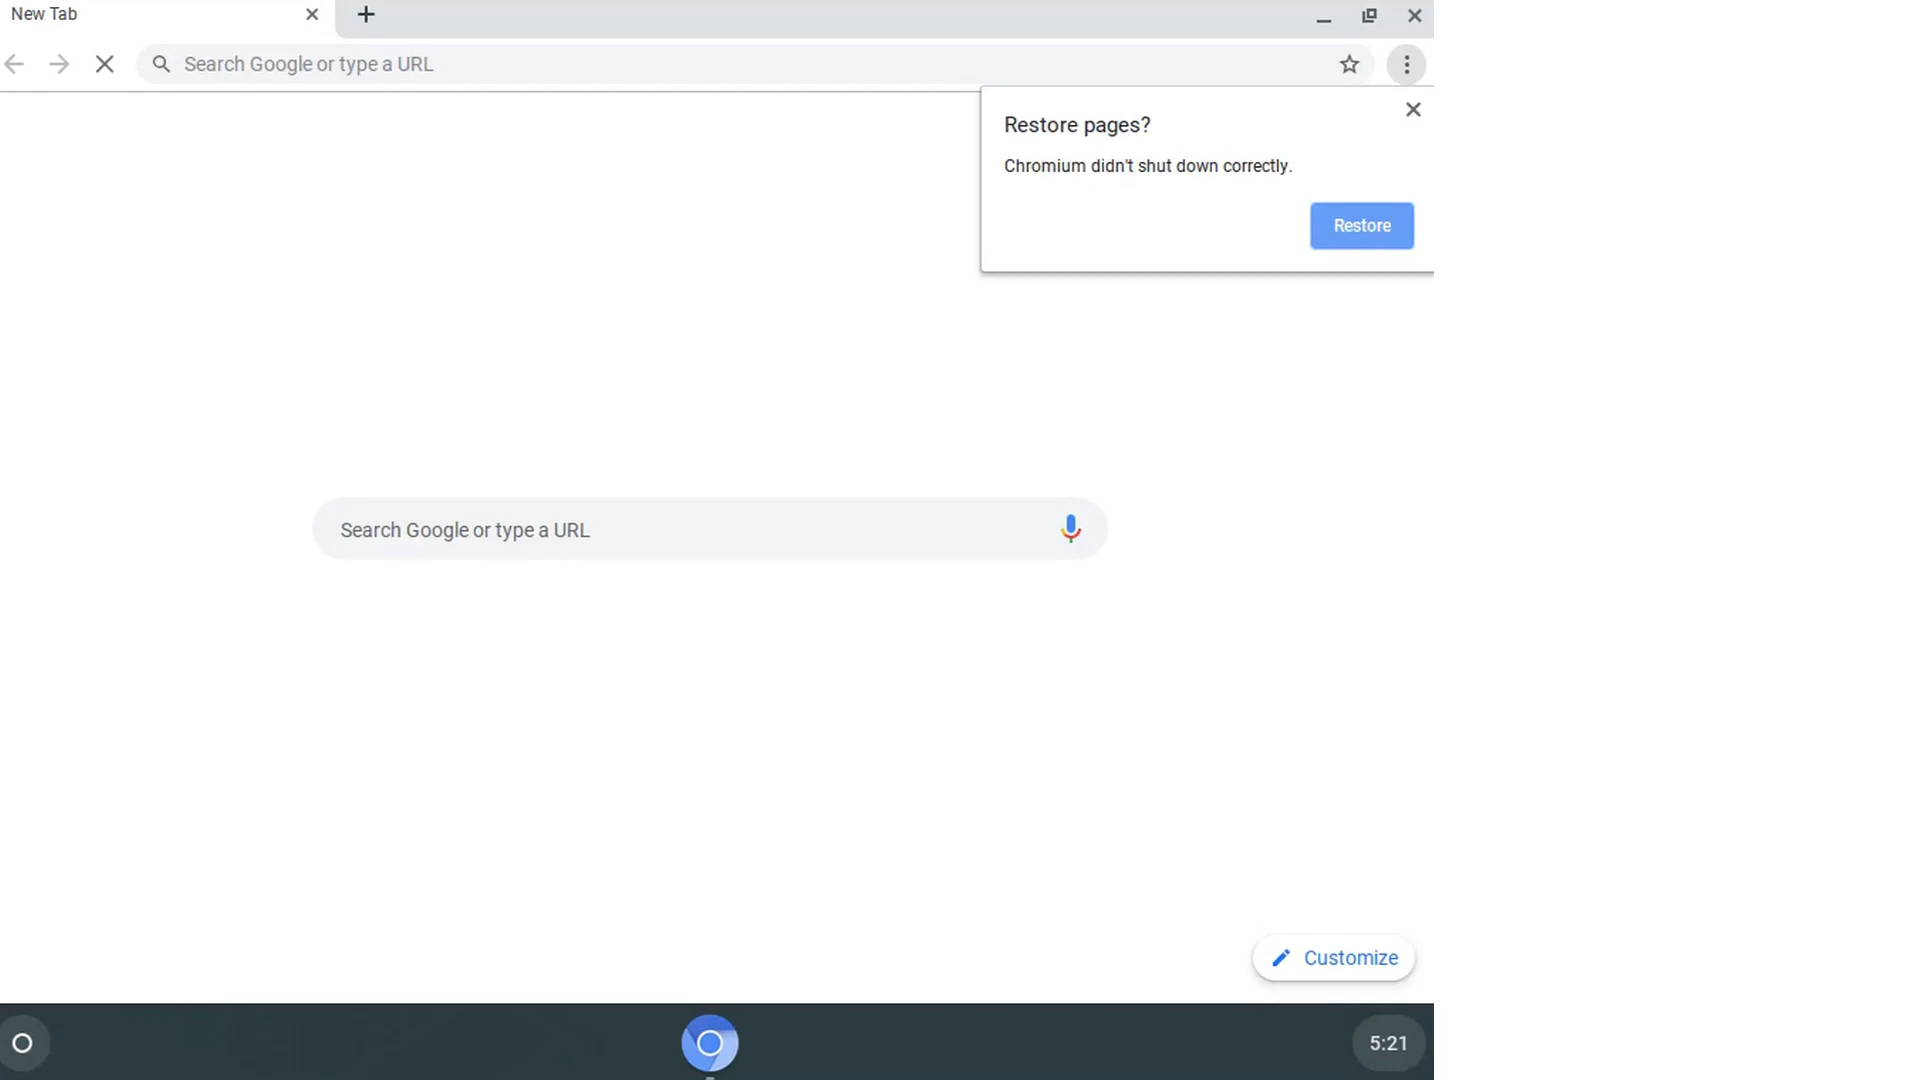 New Tab
Search Google or type a URL
Restore pages?
Chromium didn't shut down correctly.
Restore
Search Google or type a URL
Customize
5:21